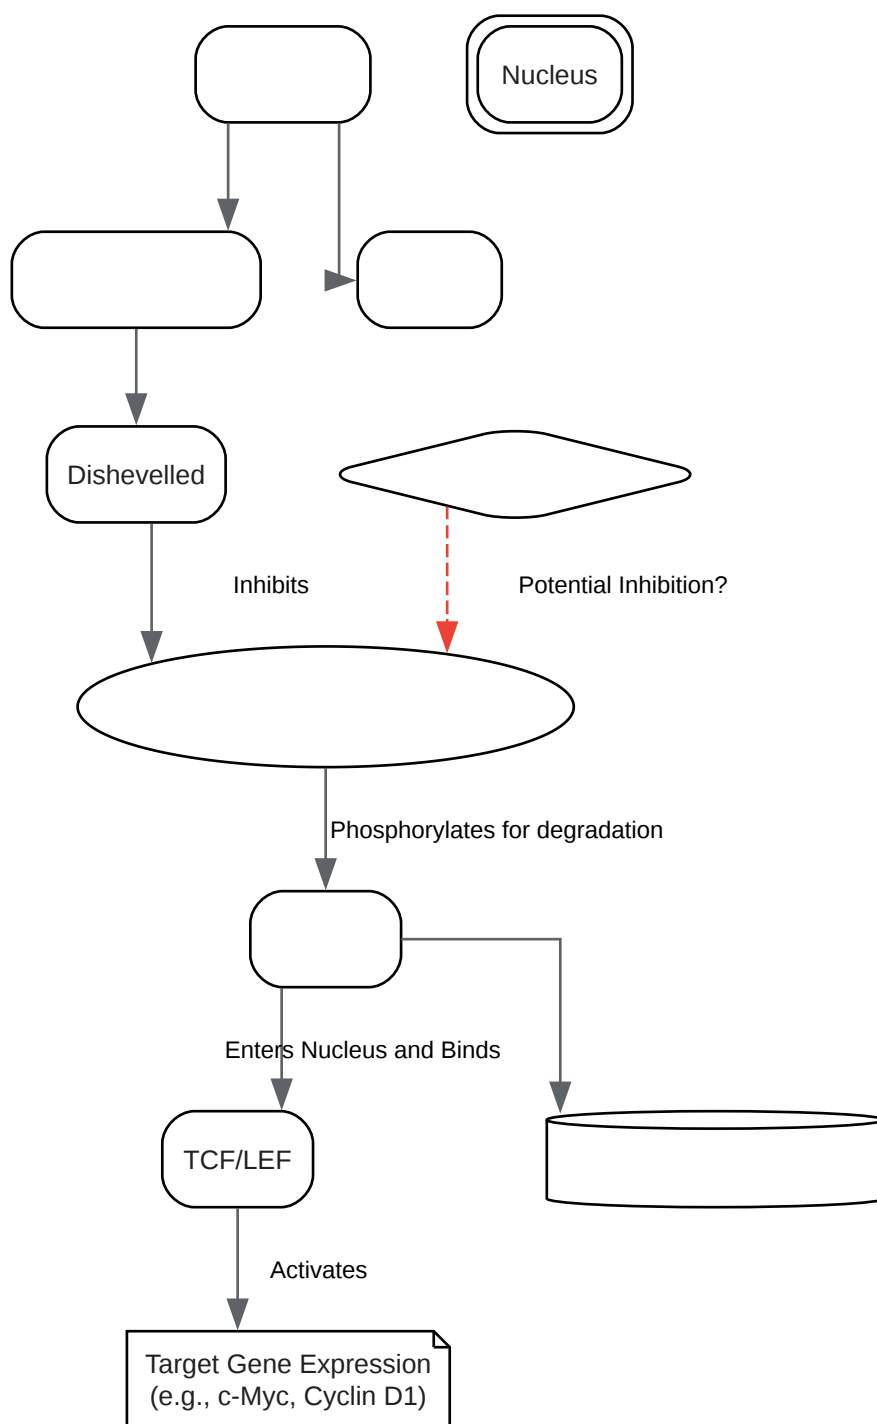 Nucleus
Dishevelled
Inhibits
Potential Inhibition?
Phosphorylates for degradation
Enters Nucleus and Binds
TCF/LEF
Activates
Target Gene Expression
(e.g., c-Myc, Cyclin D1)